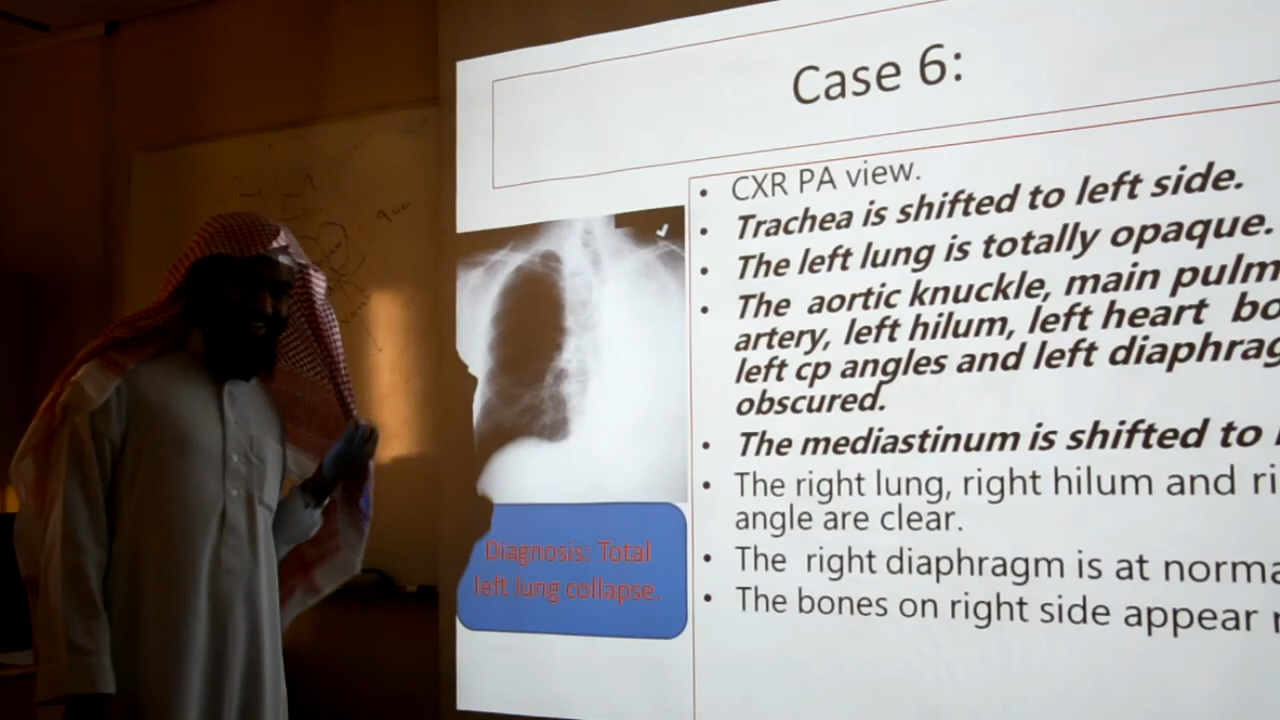 Case 6:
• CXR PA view.
• Trachea is shifted to left side.
• The left lung is totally opaque.
• The aortic knuckle, main pulm
artery, left hilum, left heart bo
left cp angles and left diaphrag
obscured.
• The mediastinum is shifted to
• The right lung, right hilum and ri
angle are clear.
• The right diaphragm is at norma
• The bones on right side appear
Diagnosis: Total
left lung collapse.